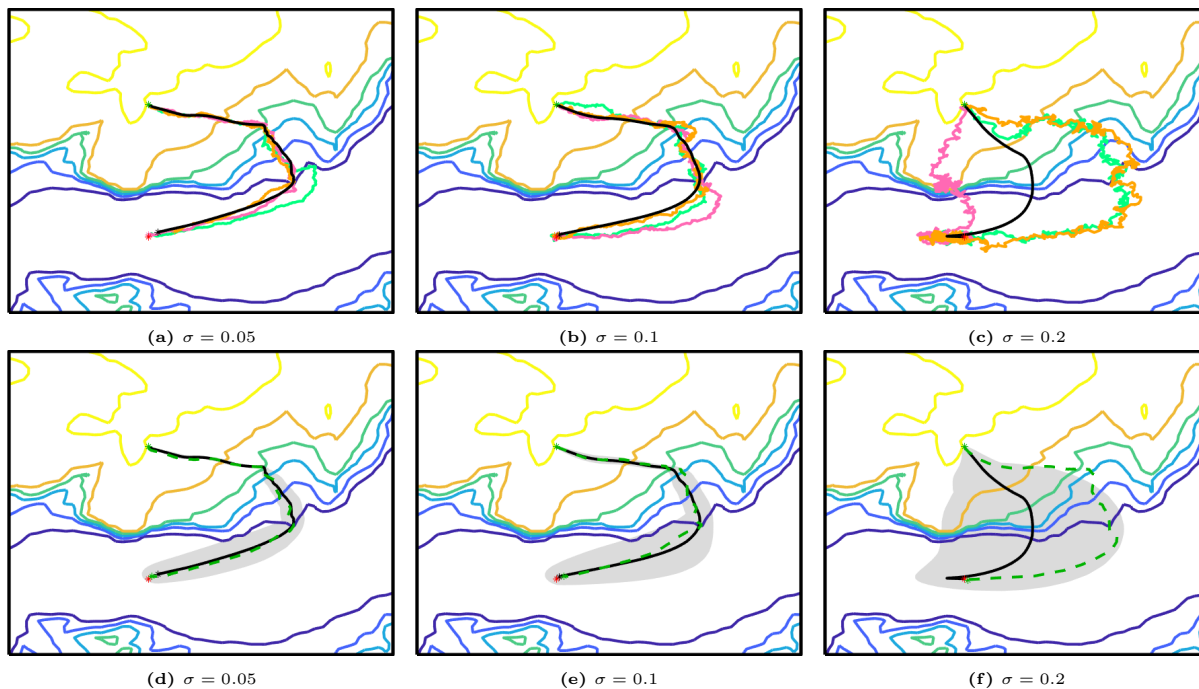 (a) σ = 0.05
(b) σ = 0.1
(c) σ = 0.2
(d) σ = 0.05
(e) σ = 0.1
(f) σ = 0.2